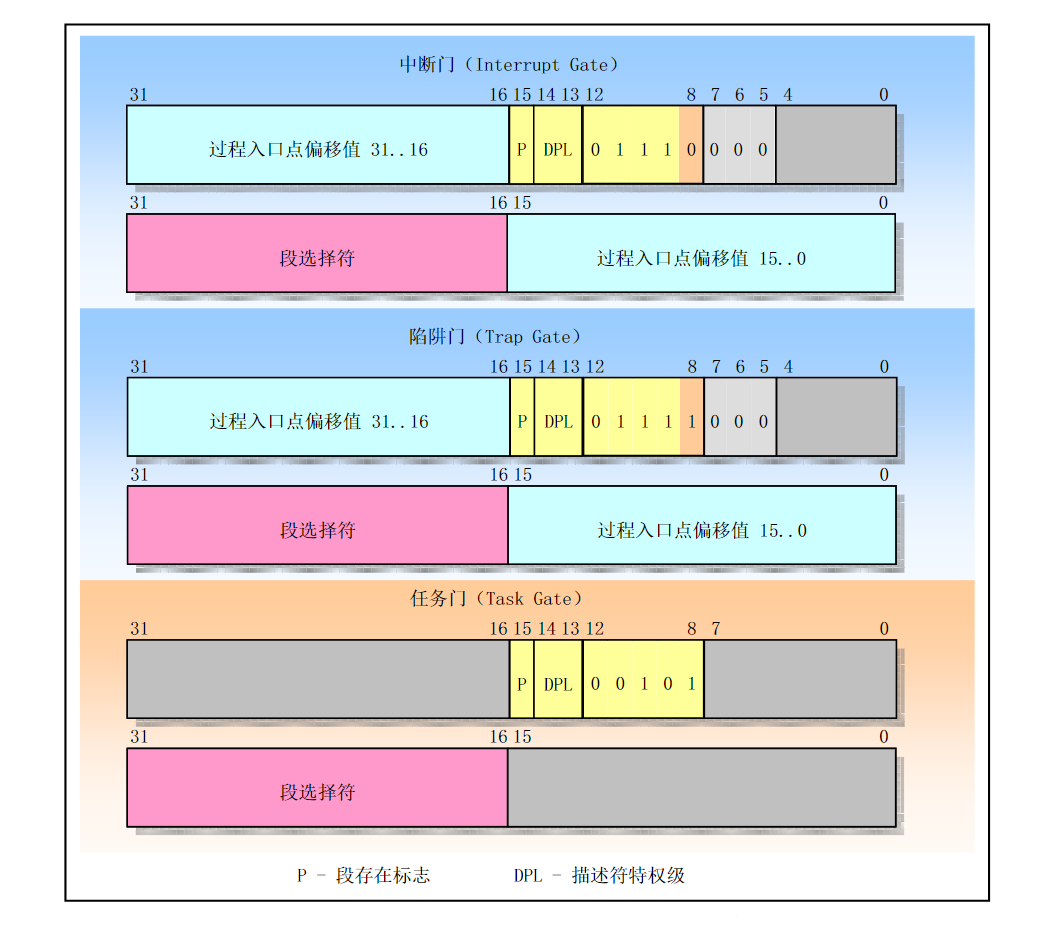 中断门（Interrupt Gate）
31 16 15 14 13 12 8 7 6 5 4 0
过程入口点偏移值 31..16 P DPL 0 1 1 1 0 0 0 0
31 16 15 0
段选择符 过程入口点偏移值 15..0
陷阱门（Trap Gate）
31 16 15 14 13 12 8 7 6 5 4 0
过程入口点偏移值 31..16 P DPL 0 1 1 1 1 0 0 0
31 16 15 0
段选择符 过程入口点偏移值 15..0
任务门（Task Gate）
31 16 15 14 13 12 8 7 0
P DPL 0 0 1 0 1
31 16 15 0
段选择符
P - 段存在标志 DPL - 描述符特权级